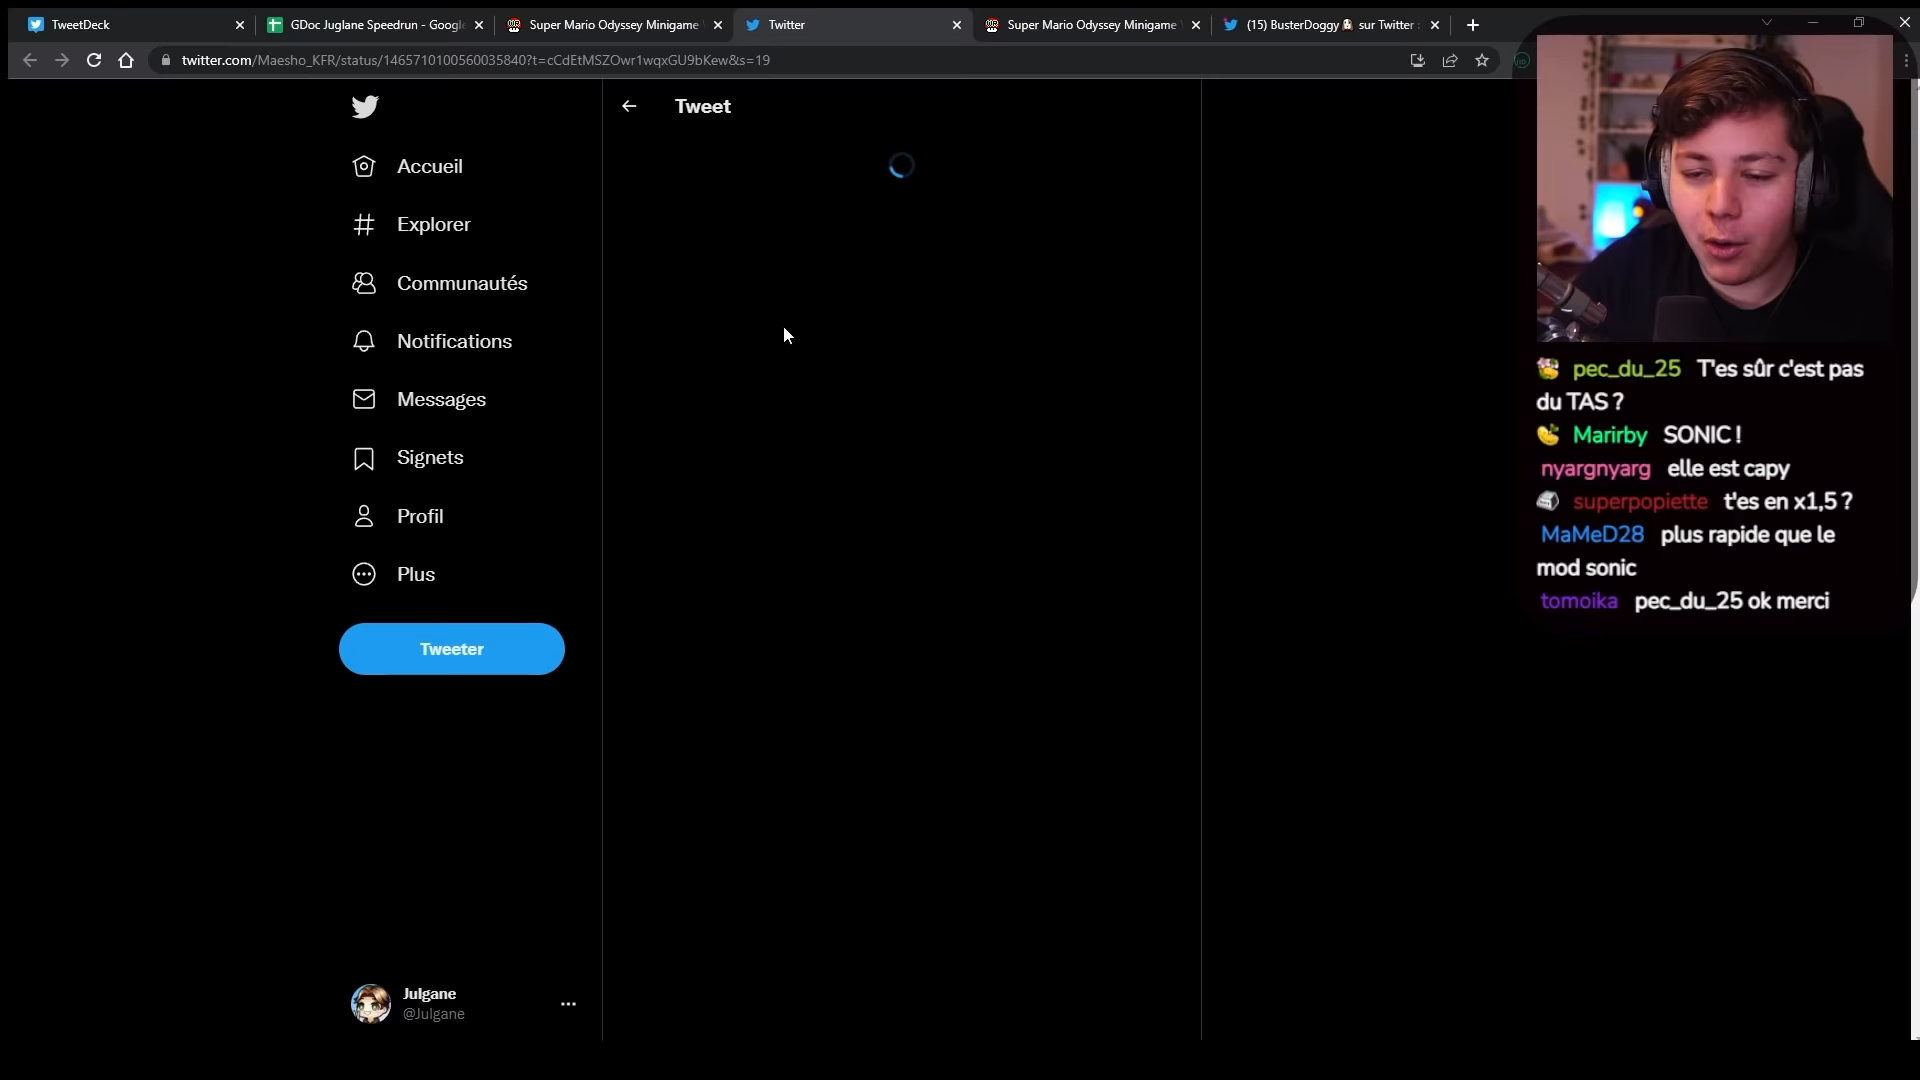 TweetDeck
GDoc Juglane Speedrun - Google
Super Mario Odyssey Minigame
Twitter
Super Mario Odyssey Minigame
(15) BusterDoggy sur Twitter :
twitter.com/Maesho_KFR/status/1465710100560035840?t=cCdEtMSZOwr1wqxGU9bKew&s=19
Tweet
Accueil
Explorer
Communautés
Notifications
Messages
Signets
Profil
Plus
Tweeter
Julgane
@Julgane
pec_du_25 T'es sûr c'est pas
du TAS ?
Marirby SONIC !
nyargnyarg elle est capy
superpopiette t'es en x1,5 ?
MaMeD28 plus rapide que le
mod sonic
tomoika pec_du_25 ok merci